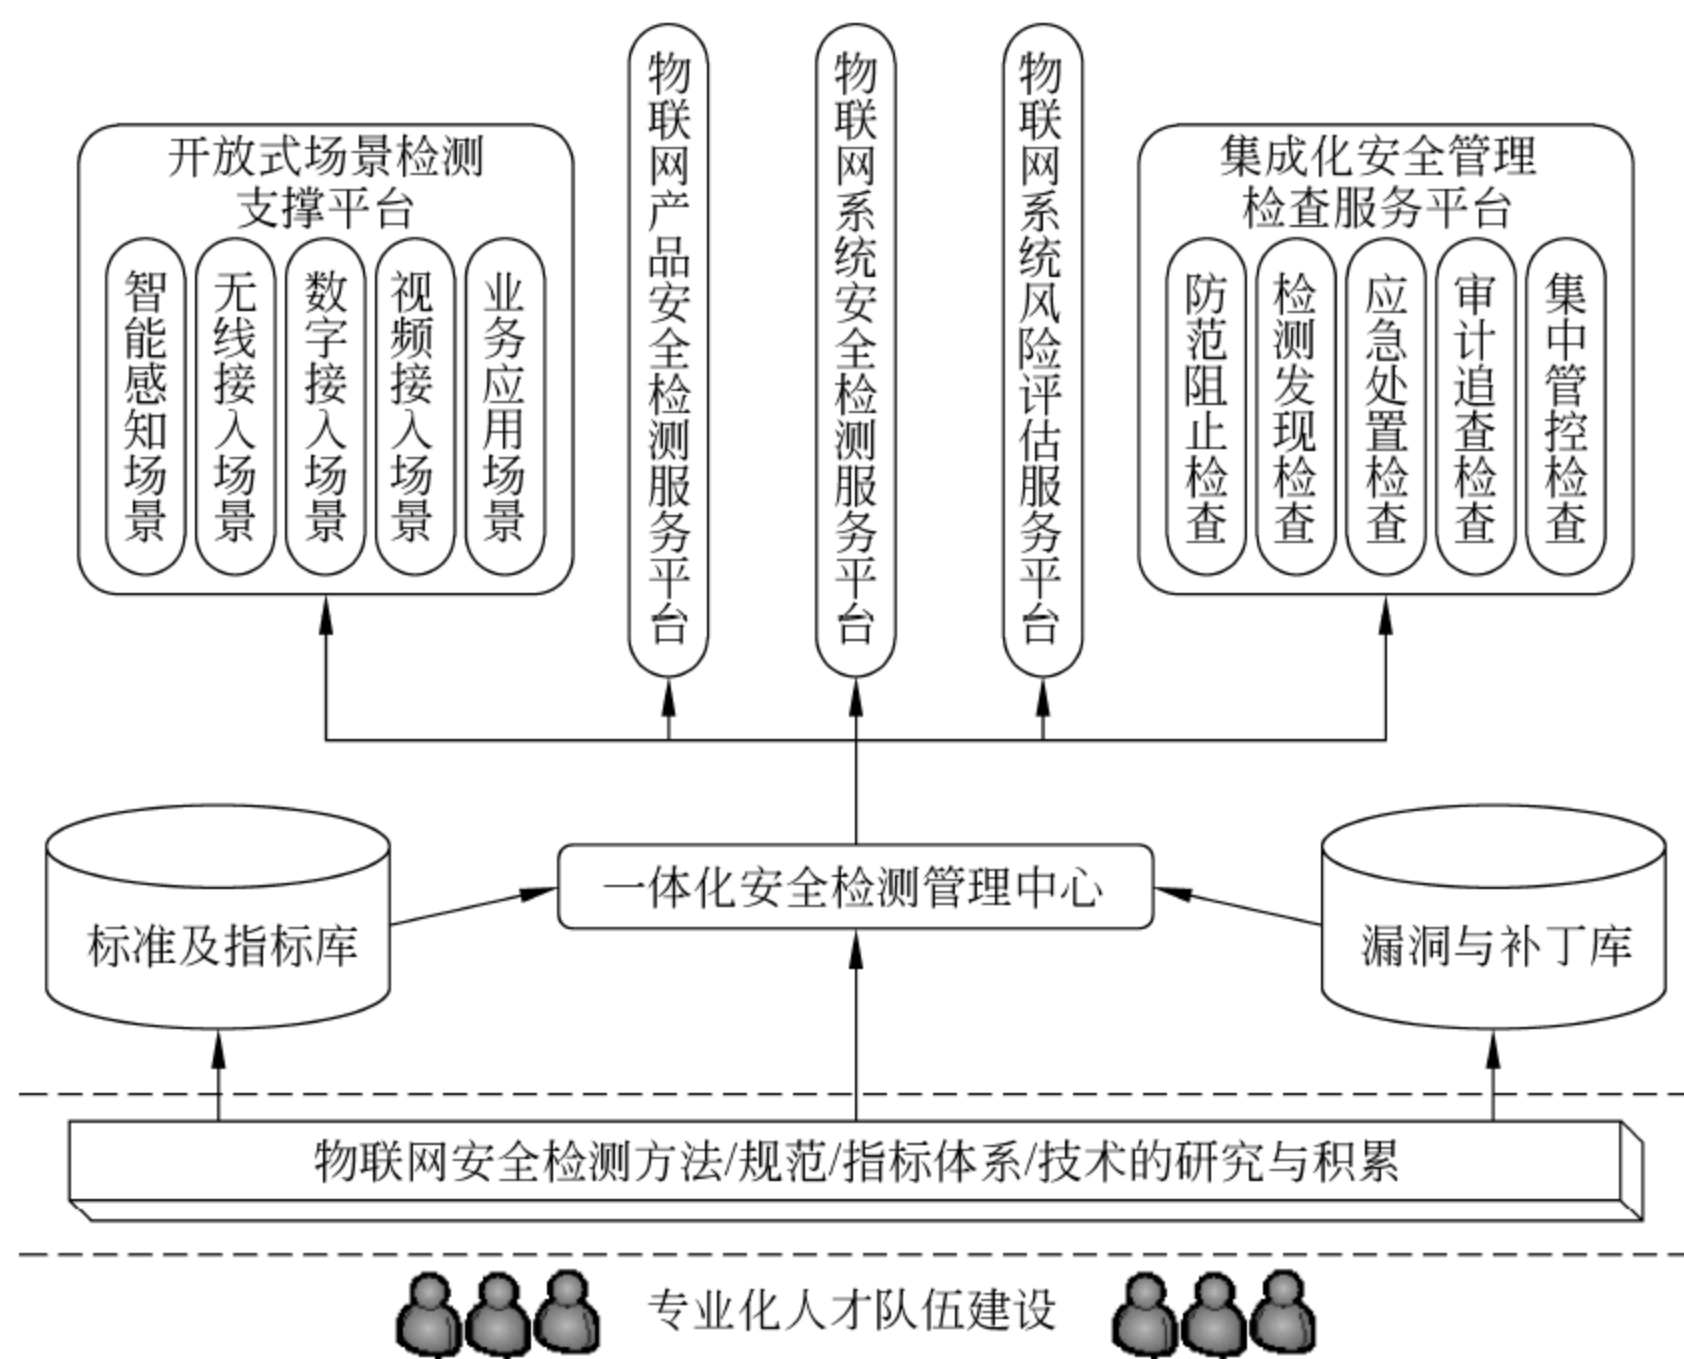 开放式场景检测
支撑平台
智能感知场景
无线接入场景
数字接入场景
视频接入场景
业务应用场景
物联网产品安全检测服务平台
物联网系统安全检测服务平台
物联网系统风险评估服务平台
集成化安全管理
检查服务平台
防范阻止检查
检测发现检查
应急处置检查
审计追查检查
集中管控检查
标准及指标库
一体化安全检测管理中心
漏洞与补丁库
物联网安全检测方法/规范/指标体系/技术的研究与积累
专业化人才队伍建设